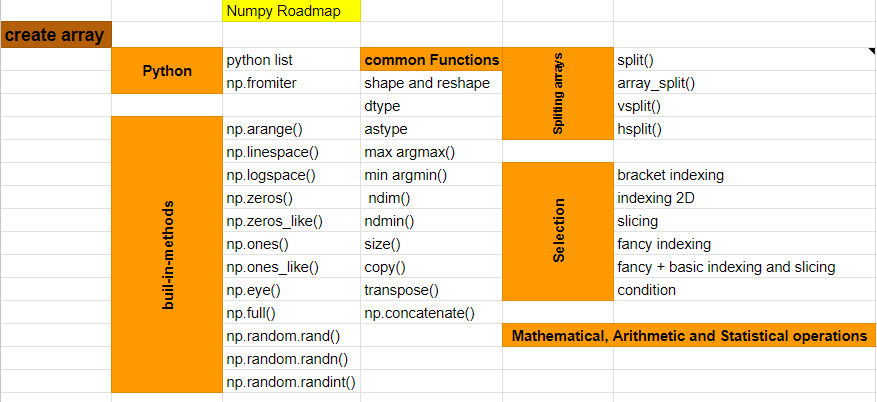 Numpy Roadmap
create array
Python
python list
np.fromiter
buil-in-methods
np.arange()
np.linespace()
np.logspace()
np.zeros()
np.zeros_like()
np.ones()
np.ones_like()
np.eye()
np.full()
np.random.rand()
np.random.randn()
np.random.randint()
common Functions
shape and reshape
dtype
astype
max argmax()
min argmin()
ndim()
ndmin()
size()
copy()
transpose()
np.concatenate()
Spliting arrays
split()
array_split()
vsplit()
hsplit()
Selection
bracket indexing
indexing 2D
slicing
fancy indexing
fancy + basic indexing and slicing
condition
Mathematical, Arithmetic and Statistical operations